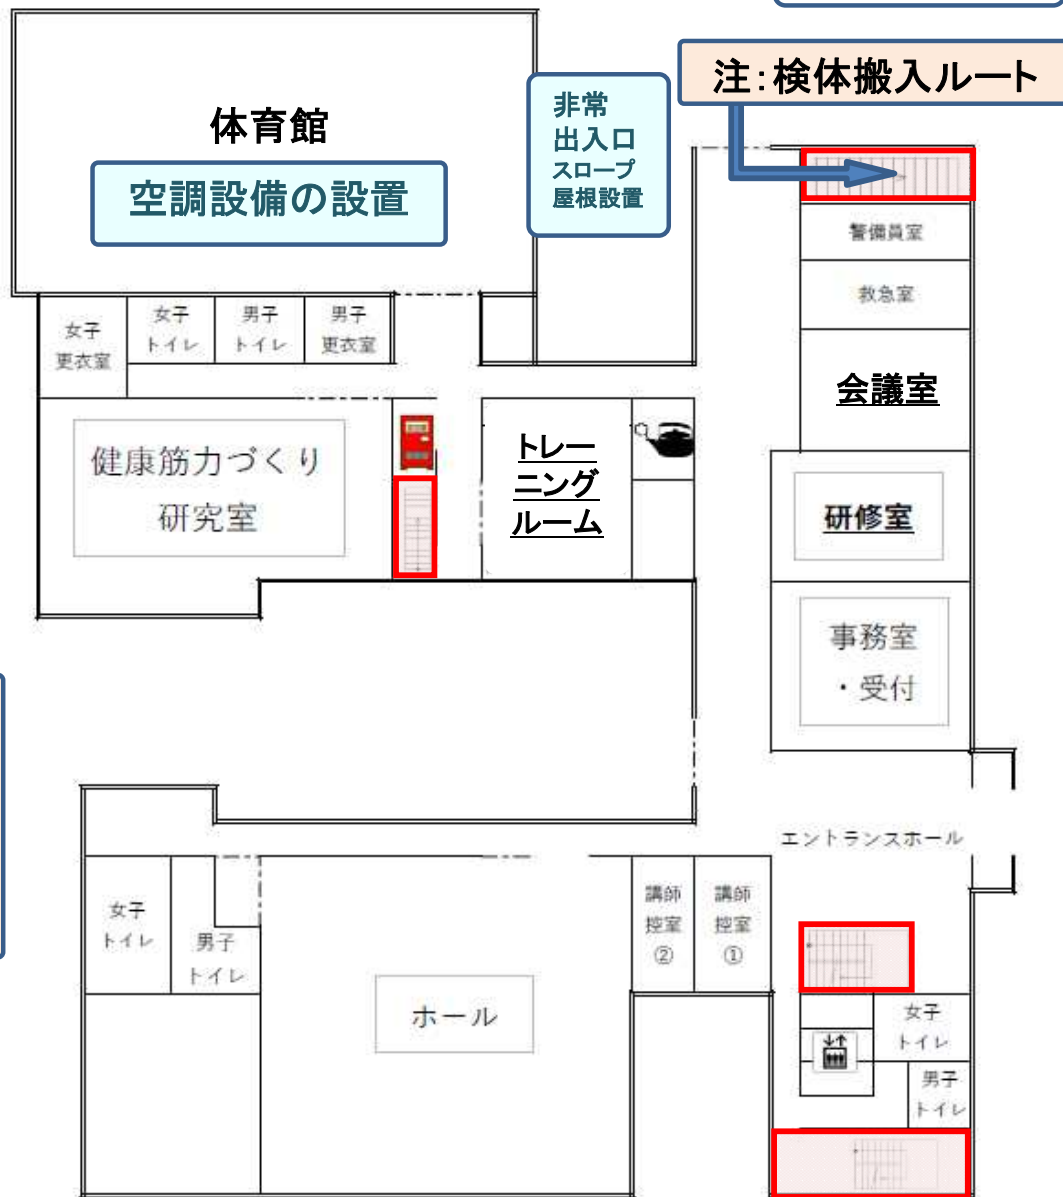 注：検体搬入ルート
体育館
空調設備の設置
非常
出入口
スロープ
屋根設置
警備員室
救急室
会議室
研修室
事務室
・受付
女子
更衣室
女子
トイレ
男子
トイレ
男子
更衣室
健康筋力づくり
研究室
トレー
ニング
ルーム
エントランスホール
女子
トイレ
男子
トイレ
ホール
講師
控室
②
講師
控室
①
女子
トイレ
男子
トイレ